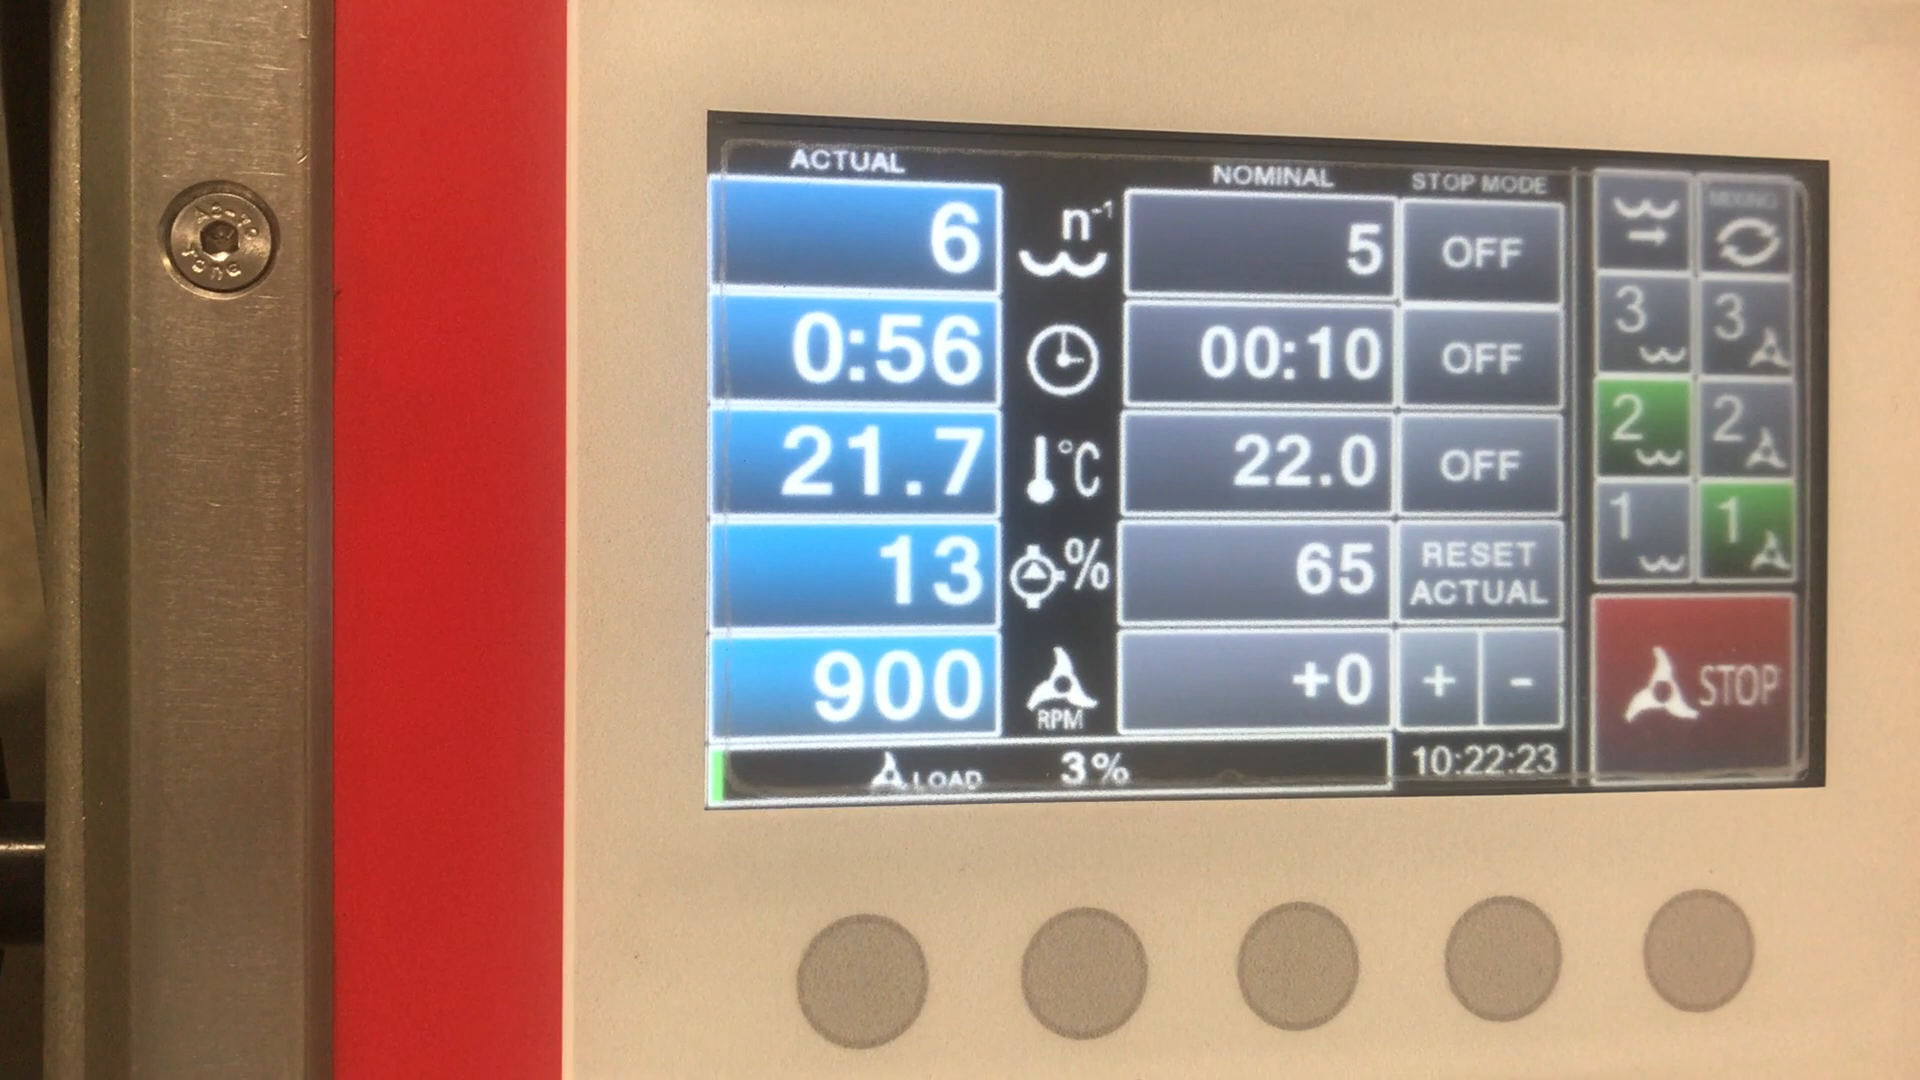 ACTUAL NOMINAL STOP MODE
6 n⁻¹ 5 OFF
0:56 00:10 OFF
21.7 °C 22.0 OFF
13 % 65 RESET ACTUAL
900 RPM +0 + -
LOAD 3% 10:22:23
MIXING
3 3
2 2
1 1
STOP